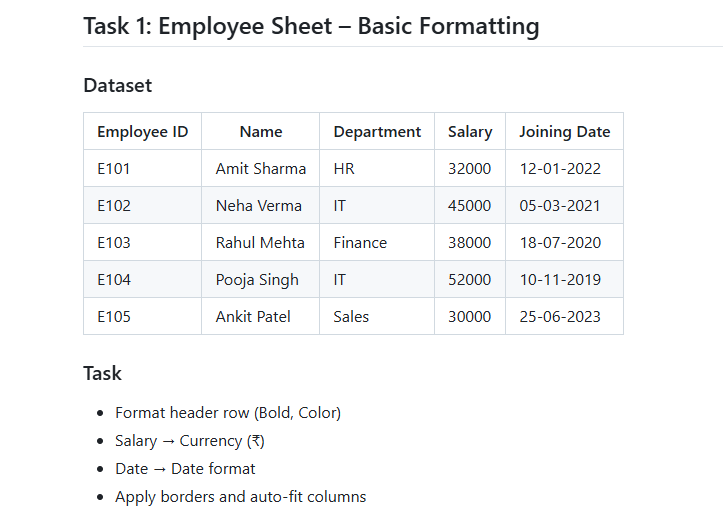 Task 1: Employee Sheet – Basic Formatting
Dataset
Employee ID Name Department Salary Joining Date
E101 Amit Sharma HR 32000 12-01-2022
E102 Neha Verma IT 45000 05-03-2021
E103 Rahul Mehta Finance 38000 18-07-2020
E104 Pooja Singh IT 52000 10-11-2019
E105 Ankit Patel Sales 30000 25-06-2023
Task
• Format header row (Bold, Color)
• Salary → Currency (₹)
• Date → Date format
• Apply borders and auto-fit columns